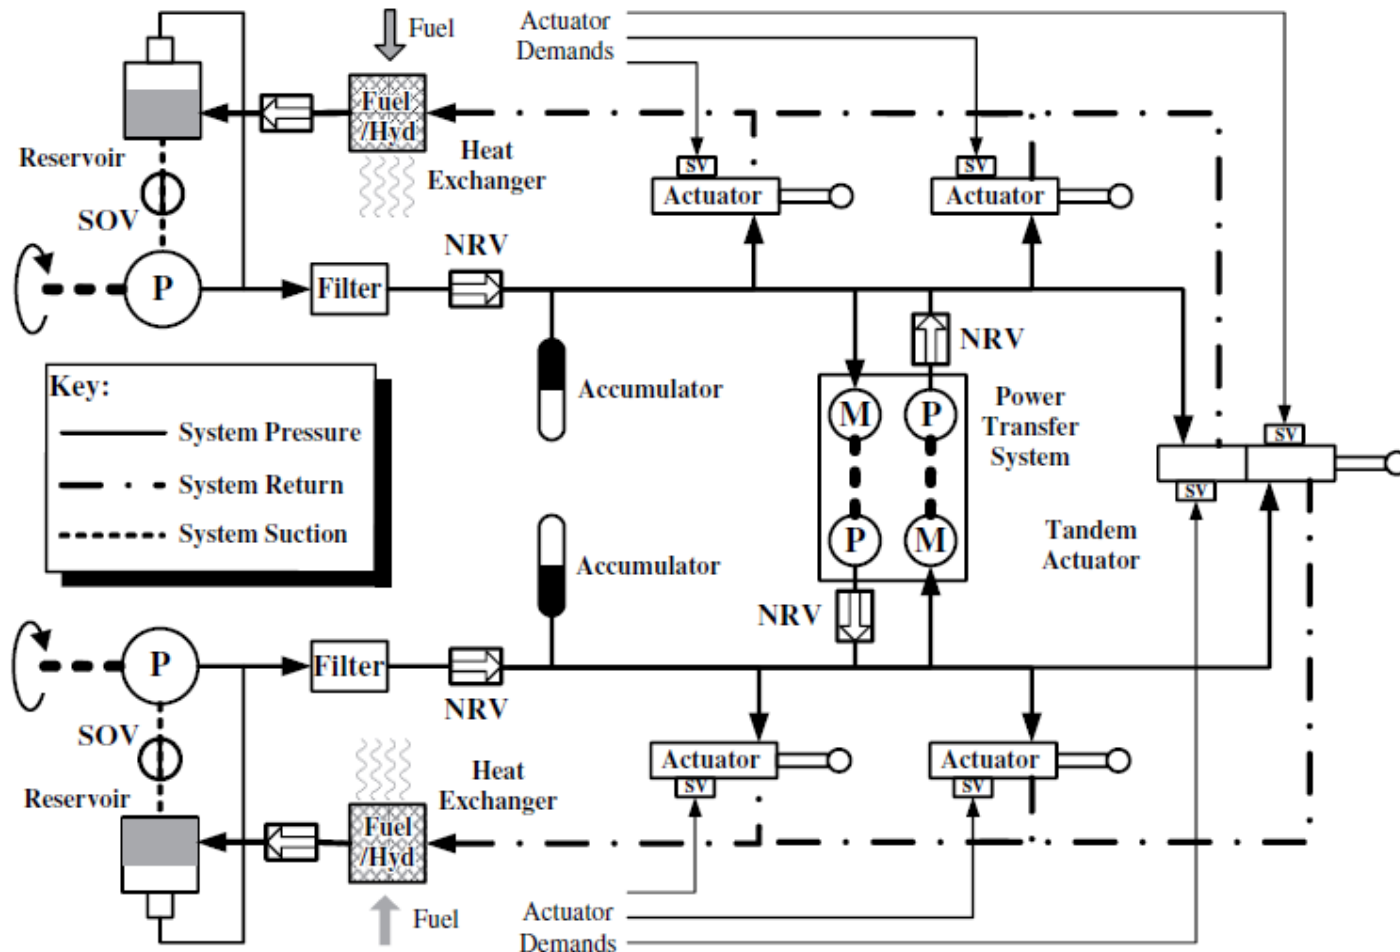 Fuel
Actuator
Demands
Fuel
/Hyd
Reservoir
Heat
Exchanger
SV
Actuator
SV
Actuator
SOV
NRV
P
Filter
NRV
Key:
System Pressure
System Return
System Suction
Accumulator
M
P
Power
Transfer
System
SV
SV
P
M
Tandem
Actuator
Accumulator
NRV
P
Filter
NRV
SOV
Reservoir
Heat
Exchanger
Actuator
SV
Actuator
SV
Fuel
/Hyd
Fuel
Actuator
Demands